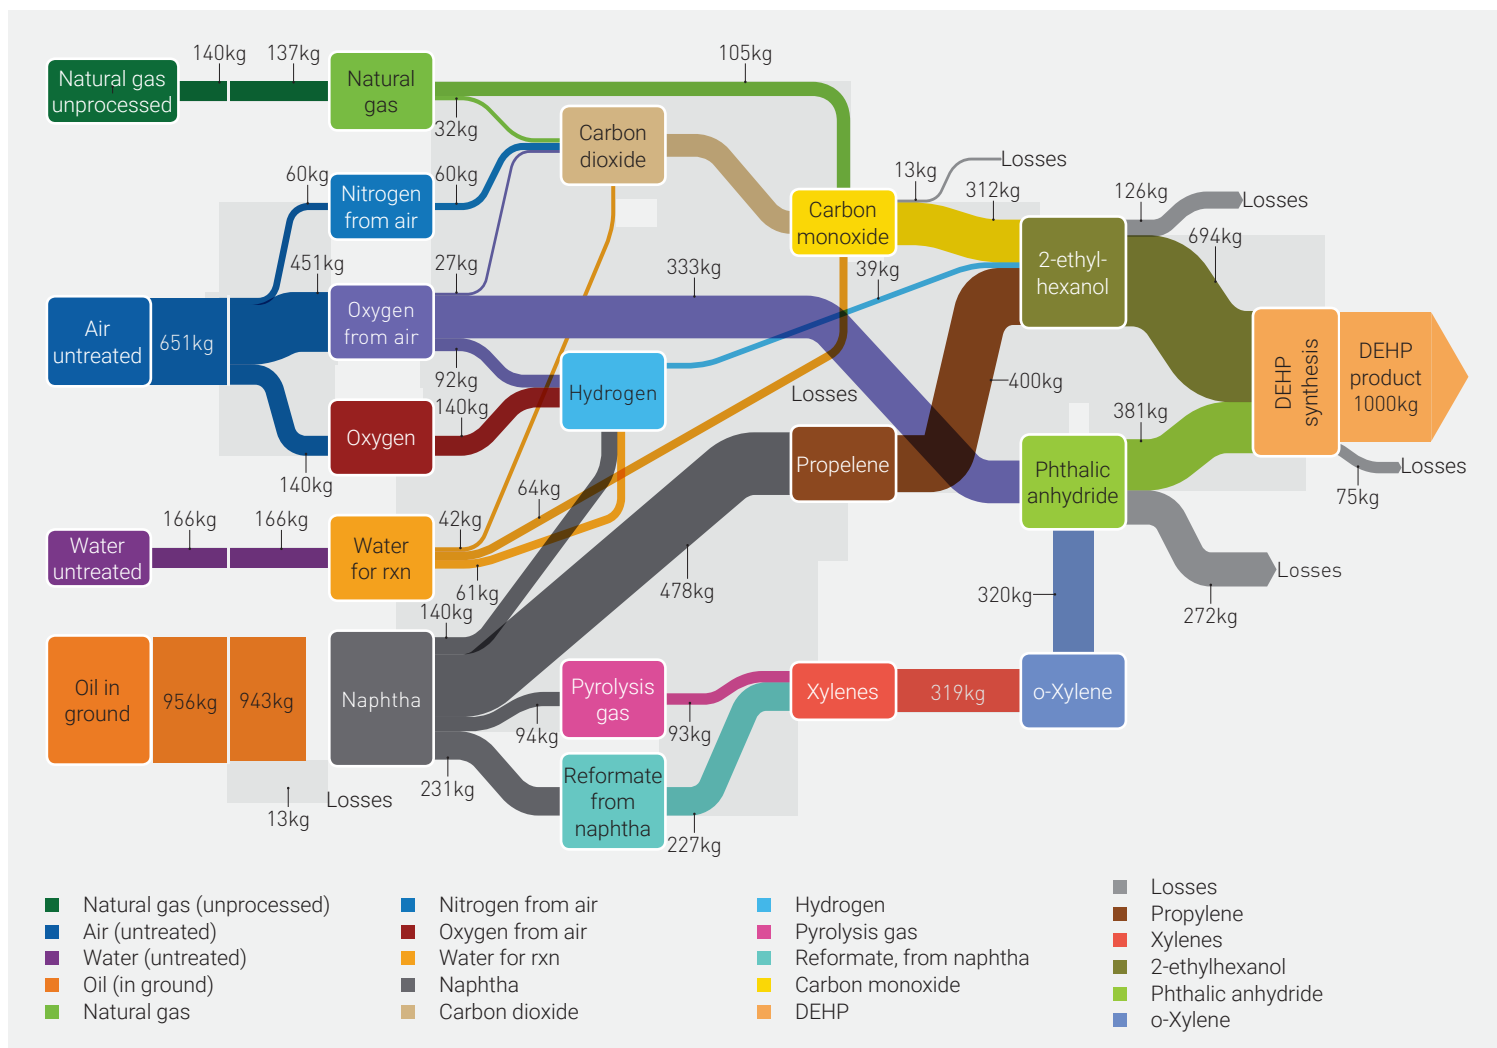 140kg
137kg
105kg
Natural gas
unprocessed
Natural
gas
32kg
Carbon
dioxide
Losses
13kg
312kg
126kg
Losses
60kg
60kg
Nitrogen
from air
Carbon
monoxide
694kg
451kg
27kg
333kg
39kg
2-ethyl-
hexanol
Air
untreated
651kg
Oxygen
from air
92kg
DEHP
synthesis
DEHP
product
1000kg
Hydrogen
Losses
400kg
140kg
381kg
Oxygen
140kg
Propelene
Phthalic
anhydride
Losses
75kg
166kg
166kg
42kg
64kg
Water
untreated
Water
for rxn
61kg
478kg
Losses
272kg
140kg
320kg
Oil in
ground
956kg
943kg
Naphtha
Pyrolysis
gas
Xylenes
319kg
o-Xylene
94kg
93kg
231kg
Reformate
from
naphtha
Losses
13kg
227kg
Natural gas (unprocessed)
Air (untreated)
Water (untreated)
Oil (in ground)
Natural gas
Nitrogen from air
Oxygen from air
Water for rxn
Naphtha
Carbon dioxide
Hydrogen
Pyrolysis gas
Reformate, from naphtha
Carbon monoxide
DEHP
Losses
Propylene
Xylenes
2-ethylhexanol
Phthalic anhydride
o-Xylene